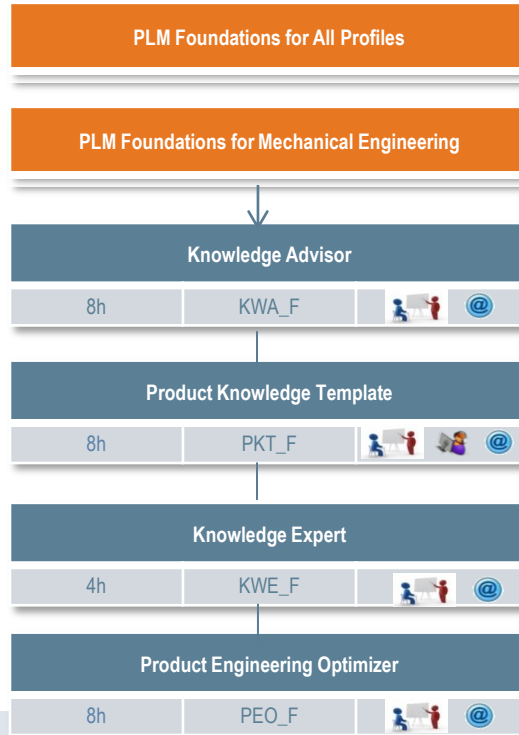 PLM Foundations for All Profiles
PLM Foundations for Mechanical Engineering
Knowledge Advisor
8h KWA_F @
Product Knowledge Template
8h PKT_F @
Knowledge Expert
4h KWE_F @
Product Engineering Optimizer
8h PEO_F @